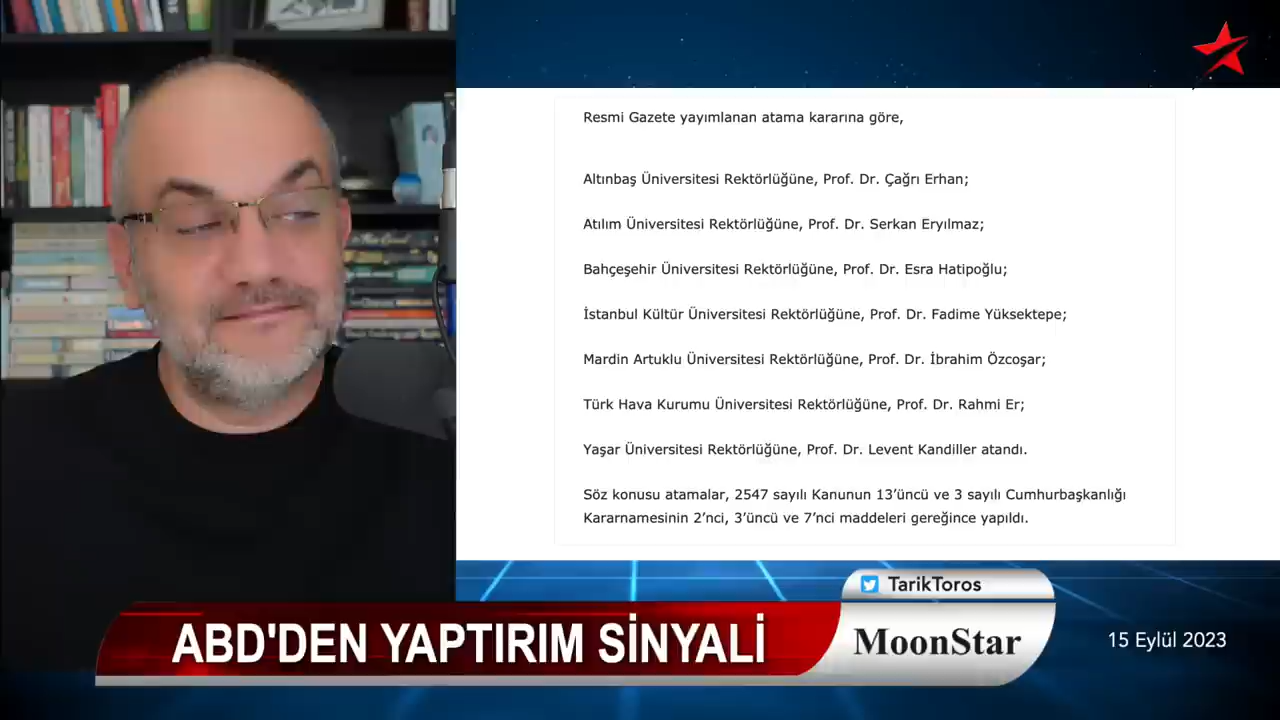 Resmi Gazete yayımlanan atama kararına göre,
Altınbaş Üniversitesi Rektörlüğüne, Prof. Dr. Çağrı Erhan;
Atılım Üniversitesi Rektörlüğüne, Prof. Dr. Serkan Eryılmaz;
Bahçeşehir Üniversitesi Rektörlüğüne, Prof. Dr. Esra Hatipoğlu;
İstanbul Kültür Üniversitesi Rektörlüğüne, Prof. Dr. Fadime Yüksektepe;
Mardin Artuklu Üniversitesi Rektörlüğüne, Prof. Dr. İbrahim Özcoşar;
Türk Hava Kurumu Üniversitesi Rektörlüğüne, Prof. Dr. Rahmi Er;
Yaşar Üniversitesi Rektörlüğüne, Prof. Dr. Levent Kandiller atandı.
Söz konusu atamalar, 2547 sayılı Kanunun 13’üncü ve 3 sayılı Cumhurbaşkanlığı
Kararnamesinin 2’nci, 3’üncü ve 7’nci maddeleri gereğince yapıldı.
TarikToros
ABD'DEN YAPTIRIM SİNYALİ
MoonStar
15 Eylül 2023